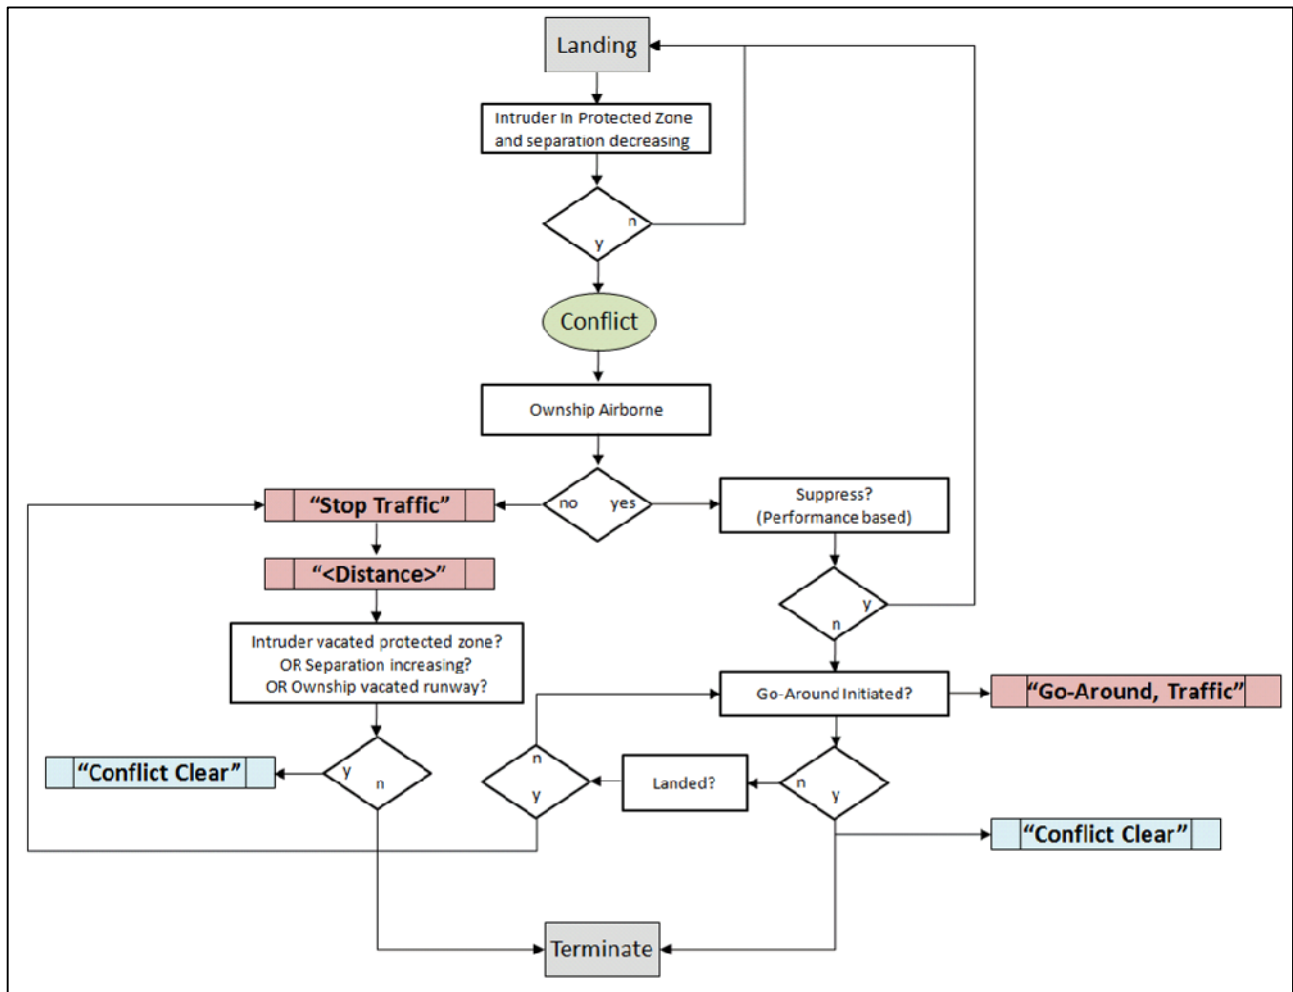 Landing
Intruder In Protected Zone
and separation decreasing
n
y
Conflict
Ownship Airborne
no
yes
"Stop Traffic"
Suppress?
(Performance based)
"<Distance>"
y
n
Intruder vacated protected zone?
OR Separation increasing?
OR Ownship vacated runway?
Go-Around Initiated?
“Go-Around, Traffic”
“Conflict Clear”
y
n
n
y
Landed?
n
y
“Conflict Clear”
Terminate